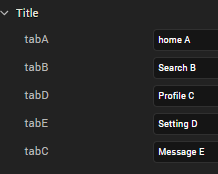 Title
tabA home A
tabB Search B
tabD Profile C
tabE Setting D
tabC Message E